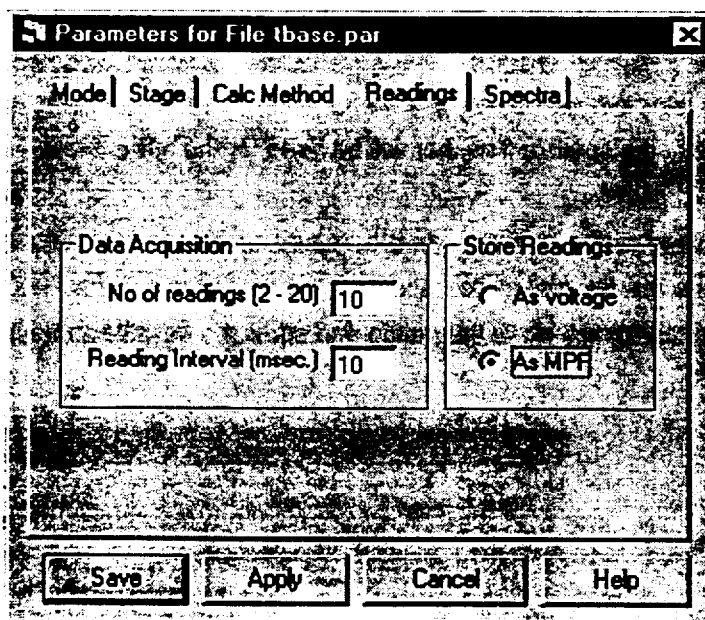 Parameters for File tbase.par
Mode Stage Calc Method Readings Spectra
Data Acquisition
No of readings (2 - 20) 10
Reading Interval (msec.) 10
Store Readings
As voltage
As MPF
Save Apply Cancel Help